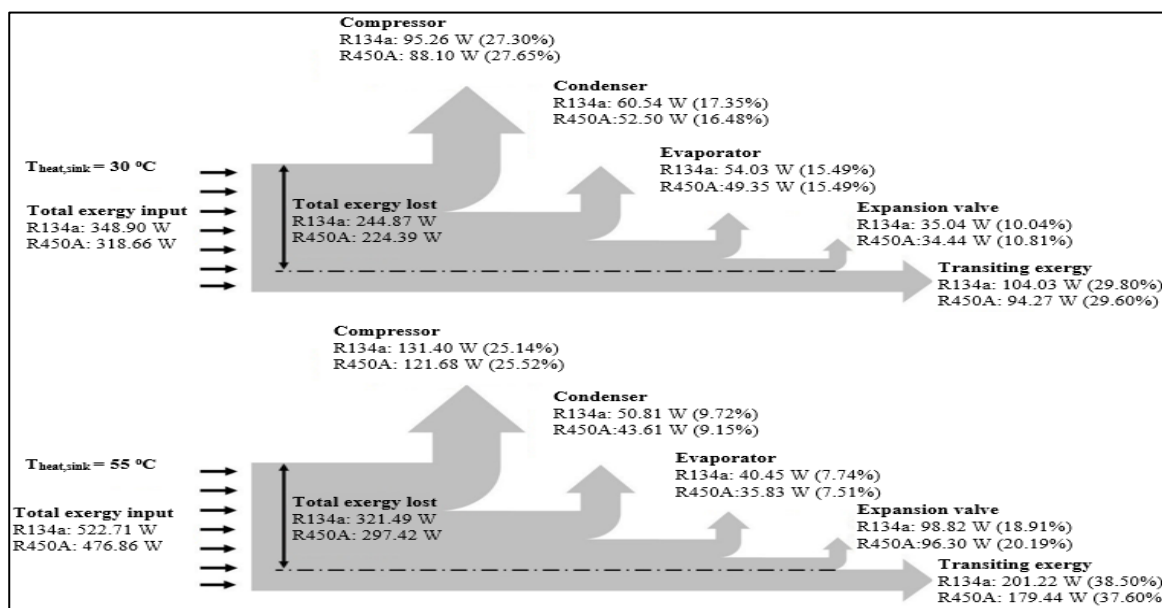 Compressor
R134a: 95.26 W (27.30%)
R450A: 88.10 W (27.65%)
Condenser
R134a: 60.54 W (17.35%)
R450A:52.50 W (16.48%)
Evaporator
R134a: 54.03 W (15.49%)
R450A:49.35 W (15.49%)
Theat,sink = 30 ⁰C
Total exergy input
R134a: 348.90 W
R450A: 318.66 W
Total exergy lost
R134a: 244.87 W
R450A: 224.39 W
Expansion valve
R134a: 35.04 W (10.04%)
R450A:34.44 W (10.81%)
Transiting exergy
R134a: 104.03 W (29.80%)
R450A: 94.27 W (29.60%)
Compressor
R134a: 131.40 W (25.14%)
R450A: 121.68 W (25.52%)
Condenser
R134a: 50.81 W (9.72%)
R450A:43.61 W (9.15%)
Evaporator
R134a: 40.45 W (7.74%)
R450A:35.83 W (7.51%)
Theat,sink = 55 ⁰C
Total exergy input
R134a: 522.71 W
R450A: 476.86 W
Total exergy lost
R134a: 321.49 W
R450A: 297.42 W
Expansion valve
R134a: 98.82 W (18.91%)
R450A:96.30 W (20.19%)
Transiting exergy
R134a: 201.22 W (38.50%)
R450A: 179.44 W (37.60%)